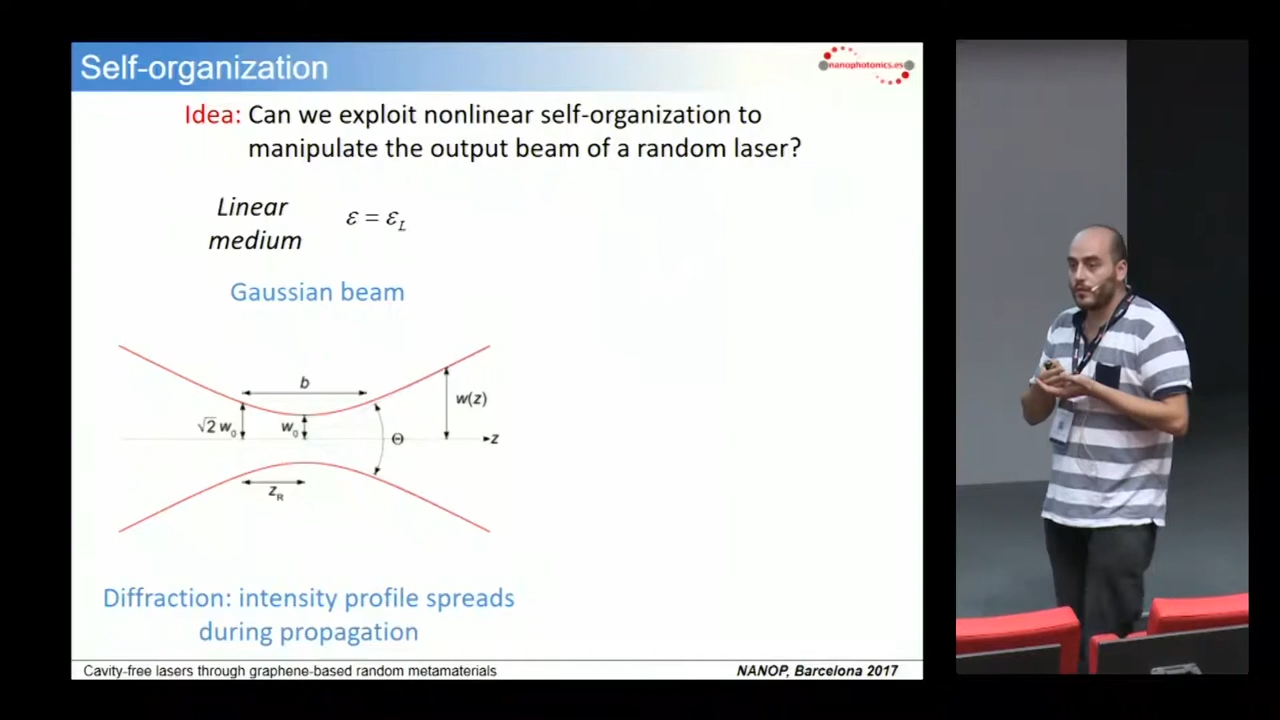 Self-organization
nanophotonics.es
Idea: Can we exploit nonlinear self-organization to
manipulate the output beam of a random laser?
Linear
medium
ε = ε_L
Gaussian beam
b
w(z)
√2 w₀
w₀
Θ
z
z_R
Diffraction: intensity profile spreads
during propagation
Cavity-free lasers through graphene-based random metamaterials
NANOP, Barcelona 2017